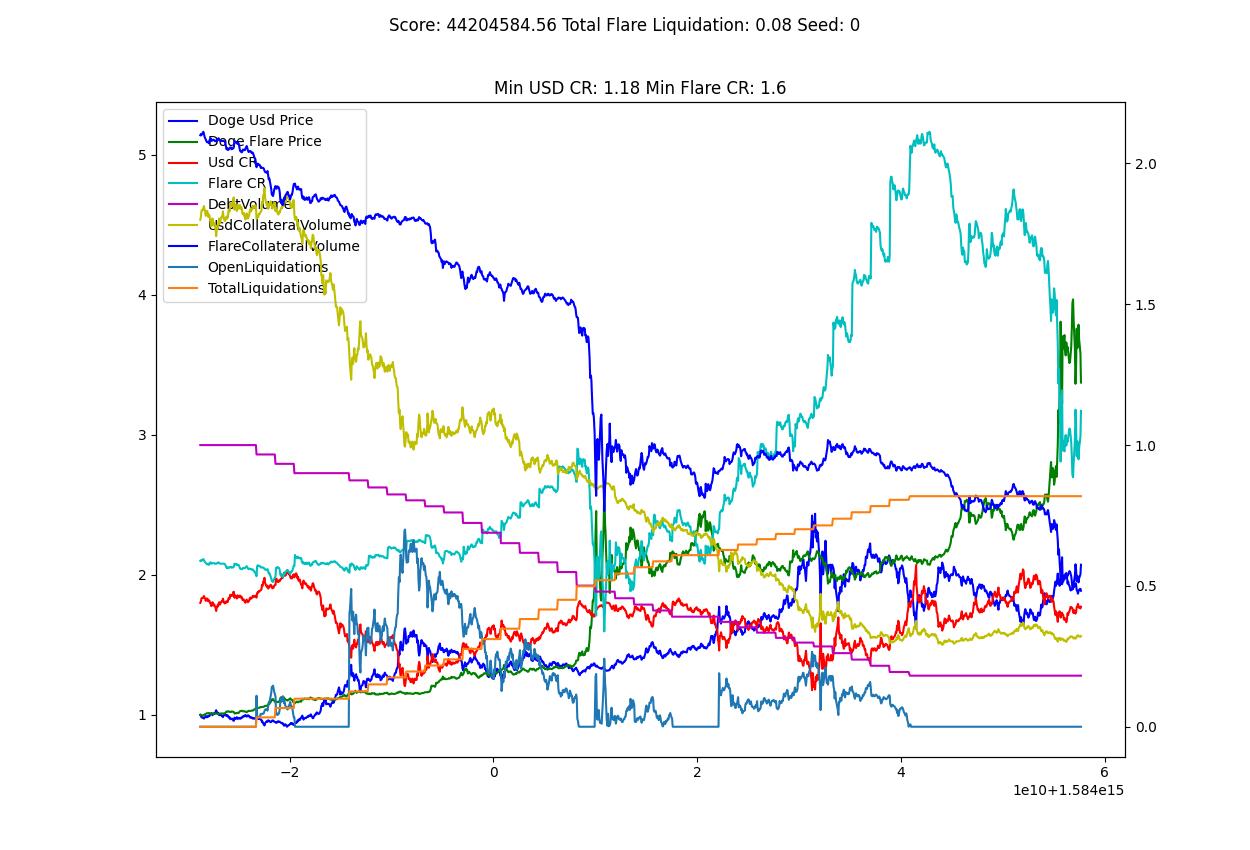 Score: 44204584.56 Total Flare Liquidation: 0.08 Seed: 0
Min USD CR: 1.18 Min Flare CR: 1.6
Doge Usd Price
Doge Flare Price
Usd CR
Flare CR
DebtVolume
UsdCollateralVolume
FlareCollateralVolume
OpenLiquidations
TotalLiquidations
5
4
3
2
1
2.0
1.5
1.0
0.5
0.0
−2
0
2
4
6
1e10+1.584e15